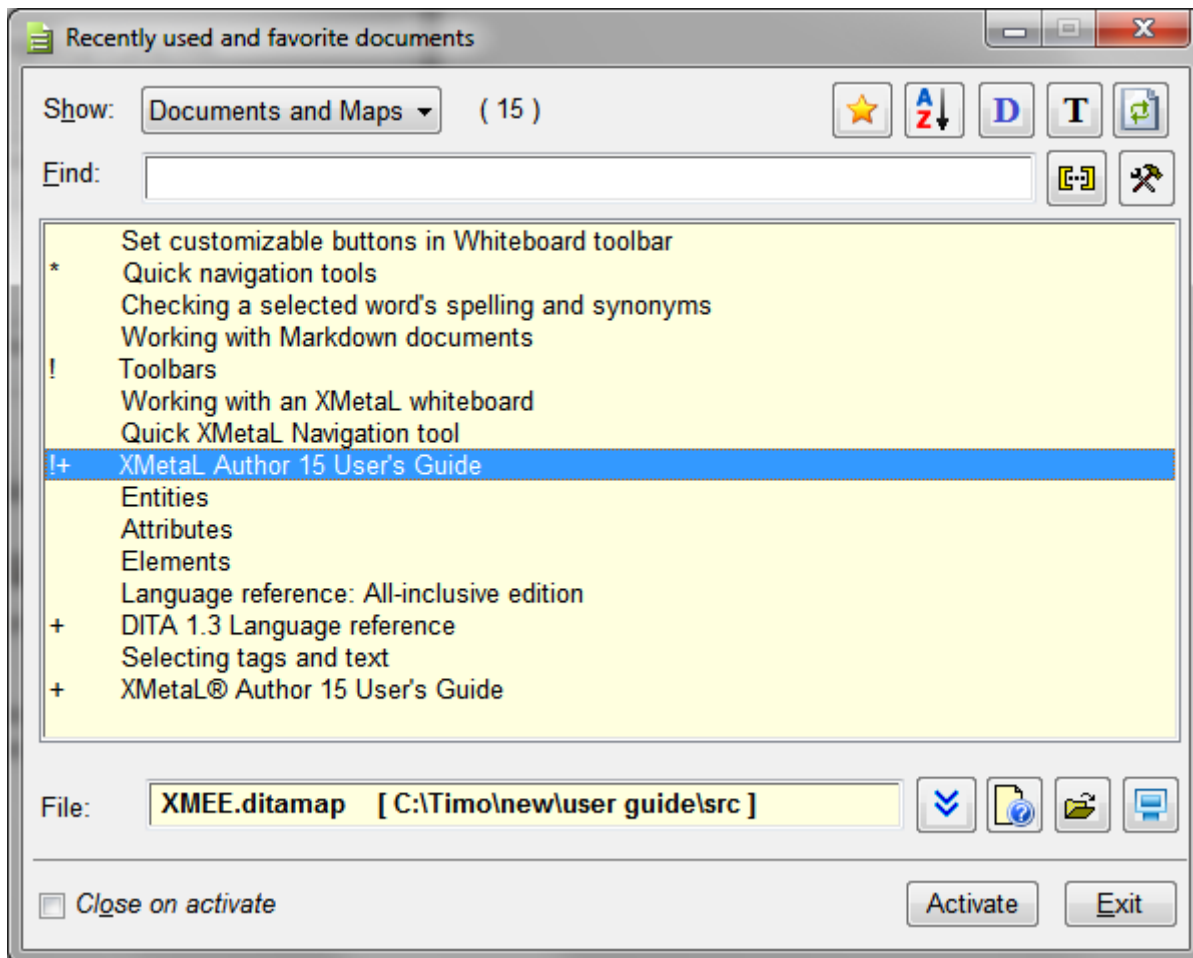 Recently used and favorite documents
Show: Documents and Maps ( 15 ) A Z D T
Find:
Set customizable buttons in Whiteboard toolbar
* Quick navigation tools
Checking a selected word's spelling and synonyms
Working with Markdown documents
! Toolbars
Working with an XMetaL whiteboard
Quick XMetaL Navigation tool
!+ XMetaL Author 15 User's Guide
Entities
Attributes
Elements
Language reference: All-inclusive edition
+ DITA 1.3 Language reference
Selecting tags and text
+ XMetaL® Author 15 User's Guide
File: XMEE.ditamap [ C:\Timo\new\user guide\src ] ?
Close on activate Activate Exit